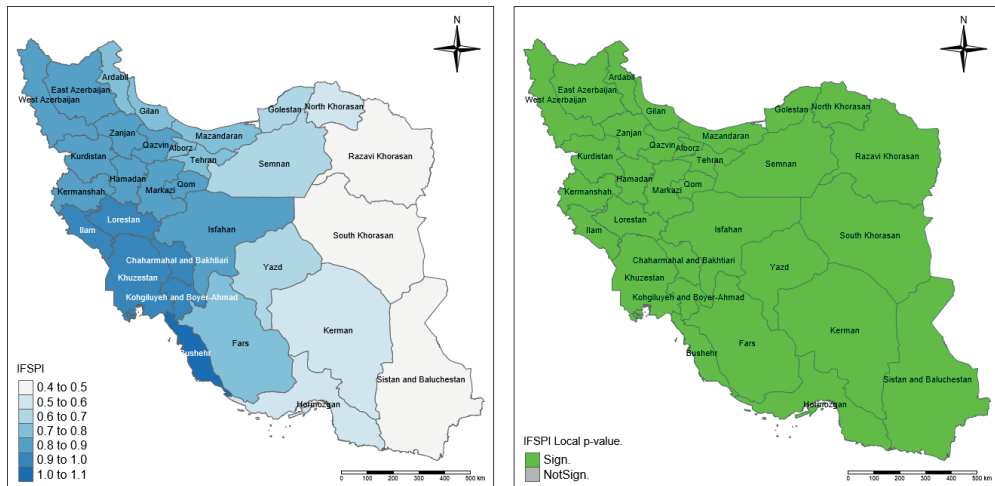 N
Ardabil
East Azerbaijan
West Azerbaijan
Gilan
Golestan
North Khorasan
Zanjan
Mazandaran
Qazvin
Alborz
Kurdistan
Tehran
Semnan
Razavi Khorasan
Hamadan
Qom
Kermanshah
Markazi
Lorestan
Ilam
Isfahan
South Khorasan
Chaharmahal and Bakhtiari
Yazd
Khuzestan
Kohgiluyeh and Boyer-Ahmad
Kerman
Fars
Bushehr
Sistan and Baluchestan
Hormozgan
IFSPI
0.4 to 0.5
0.5 to 0.6
0.6 to 0.7
0.7 to 0.8
0.8 to 0.9
0.9 to 1.0
1.0 to 1.1
0 100 200 300 400 500 km
N
Ardabil
East Azerbaijan
West Azerbaijan
Gilan
Golestan
North Khorasan
Zanjan
Mazandaran
Qazvin
Alborz
Kurdistan
Tehran
Semnan
Razavi Khorasan
Hamadan
Qom
Kermanshah
Markazi
Lorestan
Ilam
Isfahan
South Khorasan
Chaharmahal and Bakhtiari
Yazd
Khuzestan
Kohgiluyeh and Boyer-Ahmad
Kerman
Fars
Bushehr
Sistan and Baluchestan
Hormozgan
IFSPI Local p-value.
Sign.
NotSign.
0 100 200 300 400 500 km